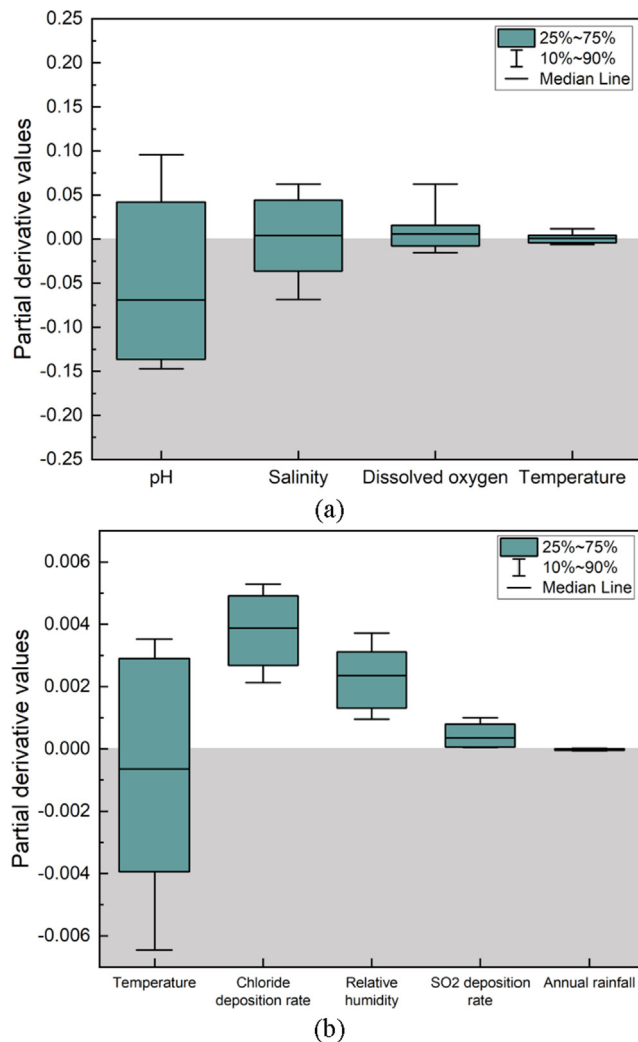 0.25
0.20
0.15
0.10
0.05
0.00
-0.05
-0.10
-0.15
-0.20
-0.25
Partial derivative values
25%~75%
10%~90%
Median Line
pH Salinity Dissolved oxygen Temperature
(a)
0.006
0.004
0.002
0.000
-0.002
-0.004
-0.006
Partial derivative values
25%~75%
10%~90%
Median Line
Temperature Chloride Relative SO2 deposition Annual rainfall
deposition rate humidity rate
(b)